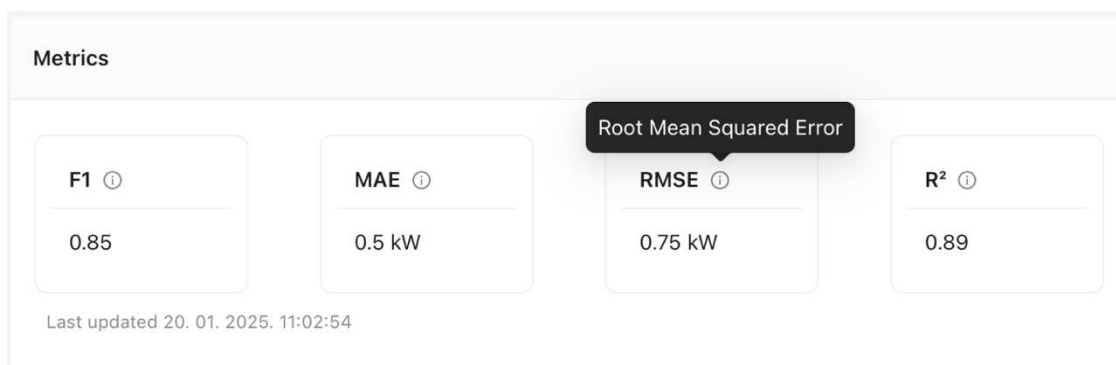 Metrics
Root Mean Squared Error
F1
MAE
RMSE
R²
0.85
0.5 kW
0.75 kW
0.89
Last updated 20. 01. 2025. 11:02:54